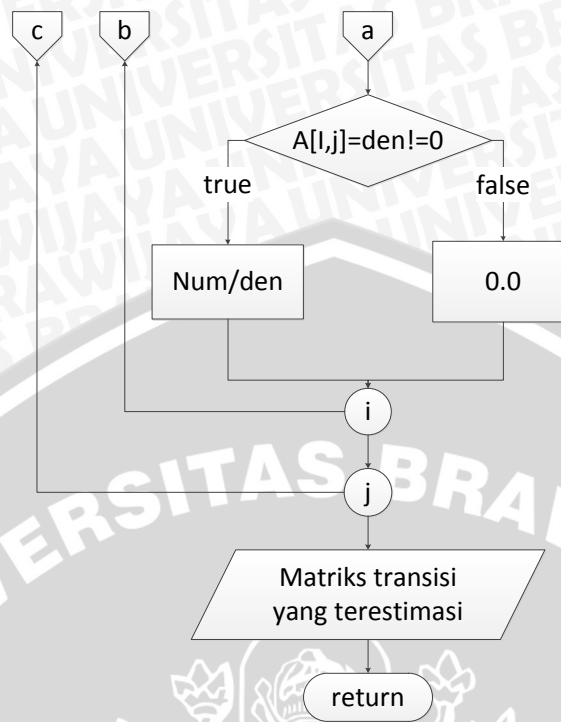 c
b
a
A[I,j]=den!=0
true
false
Num/den
0.0
i
j
Matriks transisi
yang terestimasi
return